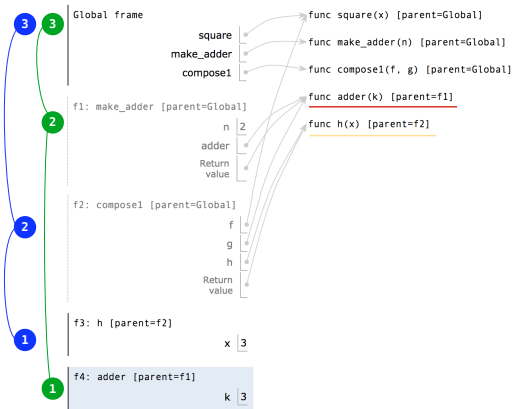 3
3
Global frame
func square(x) [parent=Global]
square
make_adder
func make_adder(n) [parent=Global]
compose1
func compose1(f, g) [parent=Global]
func adder(k) [parent=f1]
f1: make_adder [parent=Global]
2
n 2
func h(x) [parent=f2]
adder
Return
value
f2: compose1 [parent=Global]
2
f
g
h
Return
value
f3: h [parent=f2]
1
x 3
f4: adder [parent=f1]
1
k 3